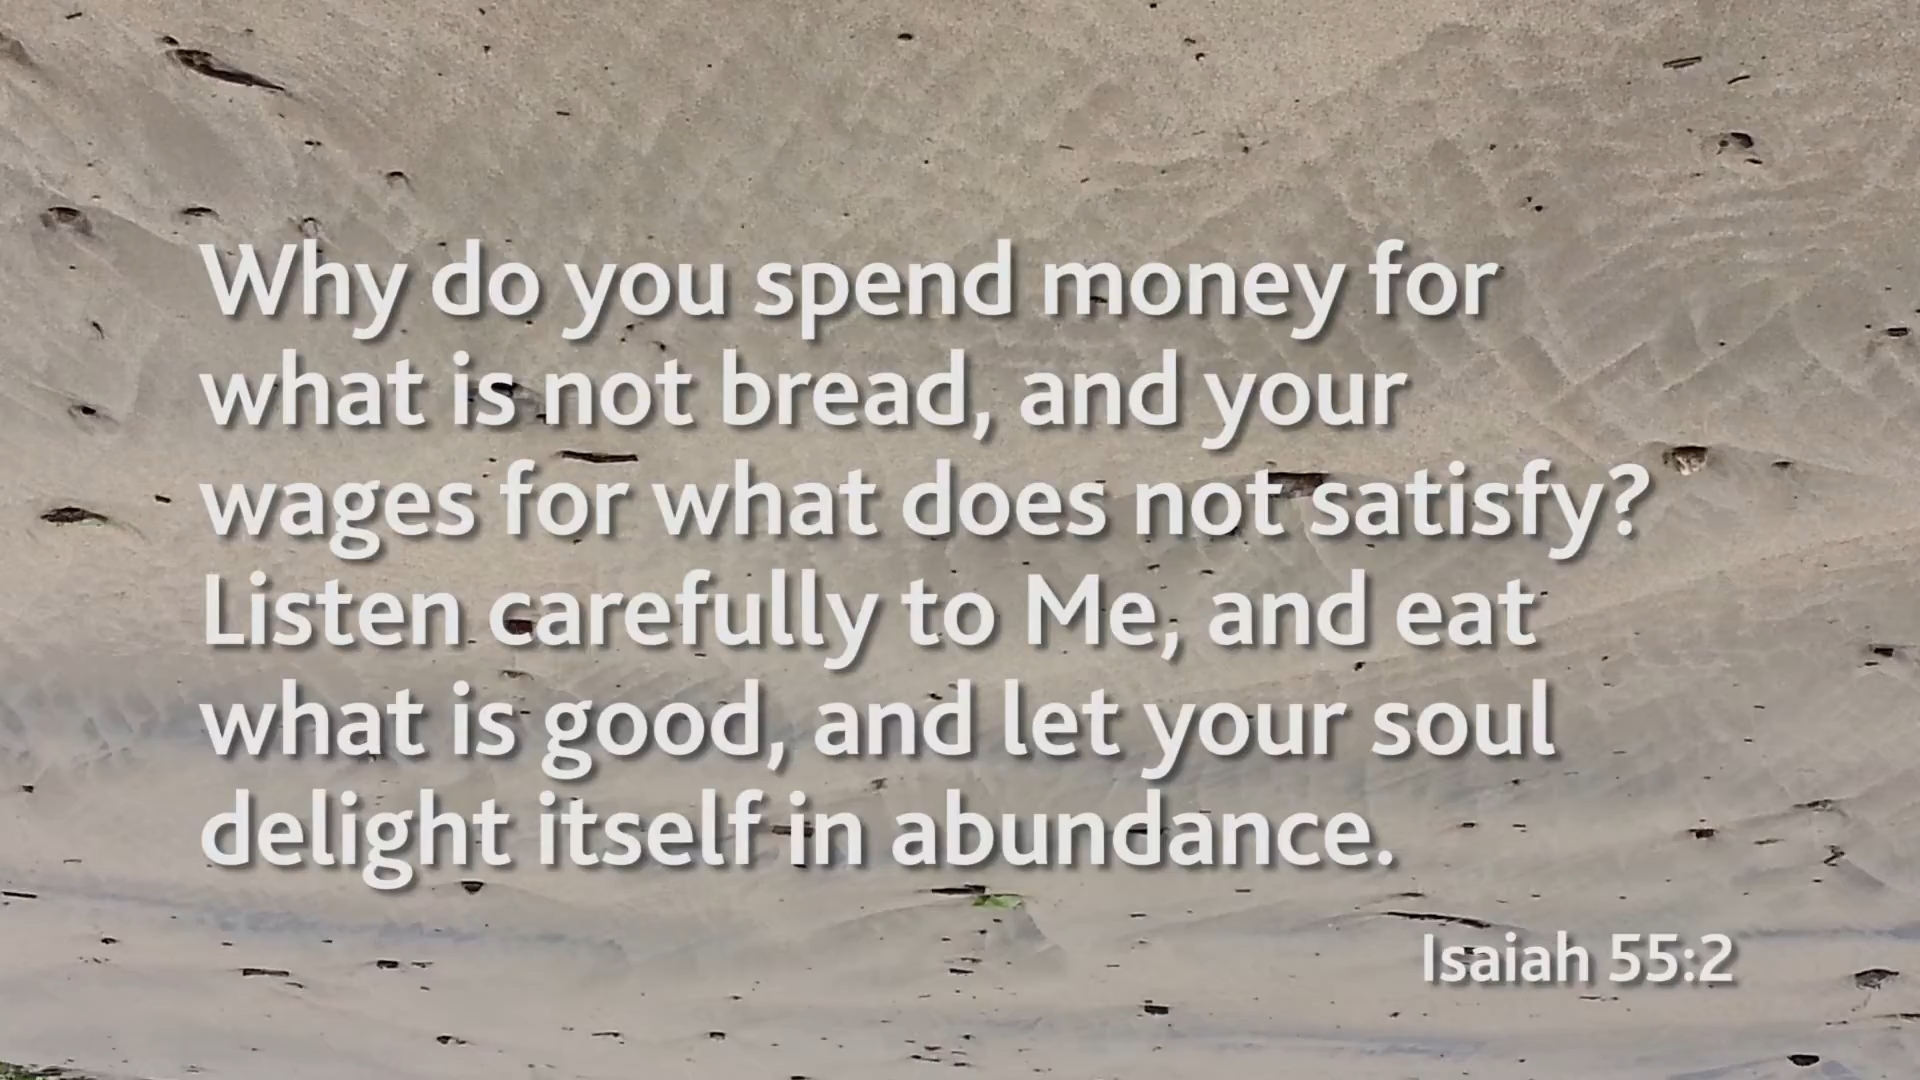 Why do you spend money for
what is not bread, and your
wages for what does not satisfy?
Listen carefully to Me, and eat
what is good, and let your soul
delight itself in abundance.
Isaiah 55:2